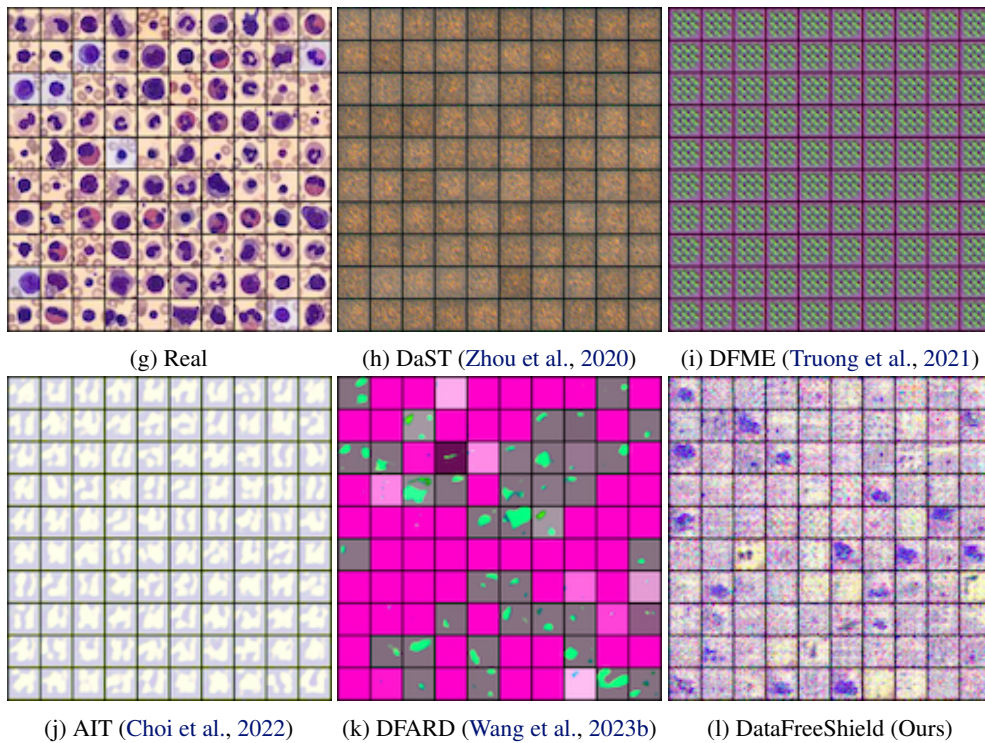 (g) Real
(h) DaST (Zhou et al., 2020)
(i) DFME (Truong et al., 2021)
(j) AIT (Choi et al., 2022)
(k) DFARD (Wang et al., 2023b)
(l) DataFreeShield (Ours)